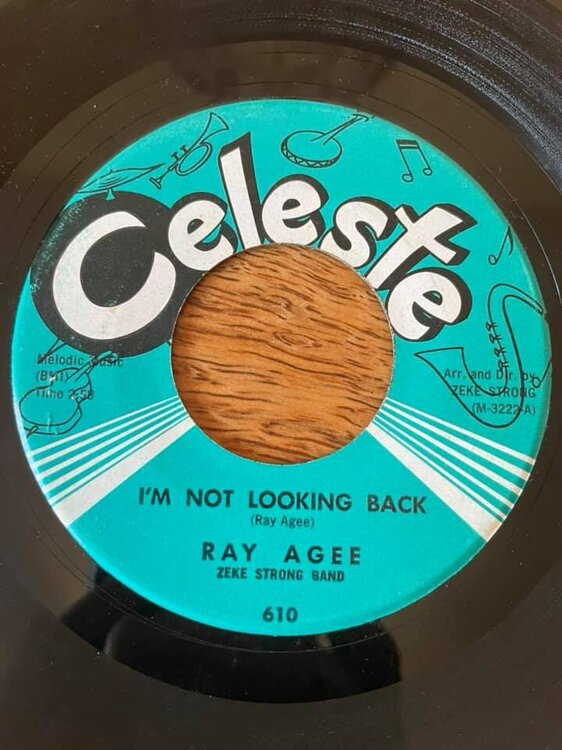 Celeste
Melodic Music
(BMI)
Time 2:58
Arr. and Dir. by
ZEKE STRONG
(M-3222-A)
I'M NOT LOOKING BACK
(Ray Agee)
RAY AGEE
ZEKE STRONG BAND
610